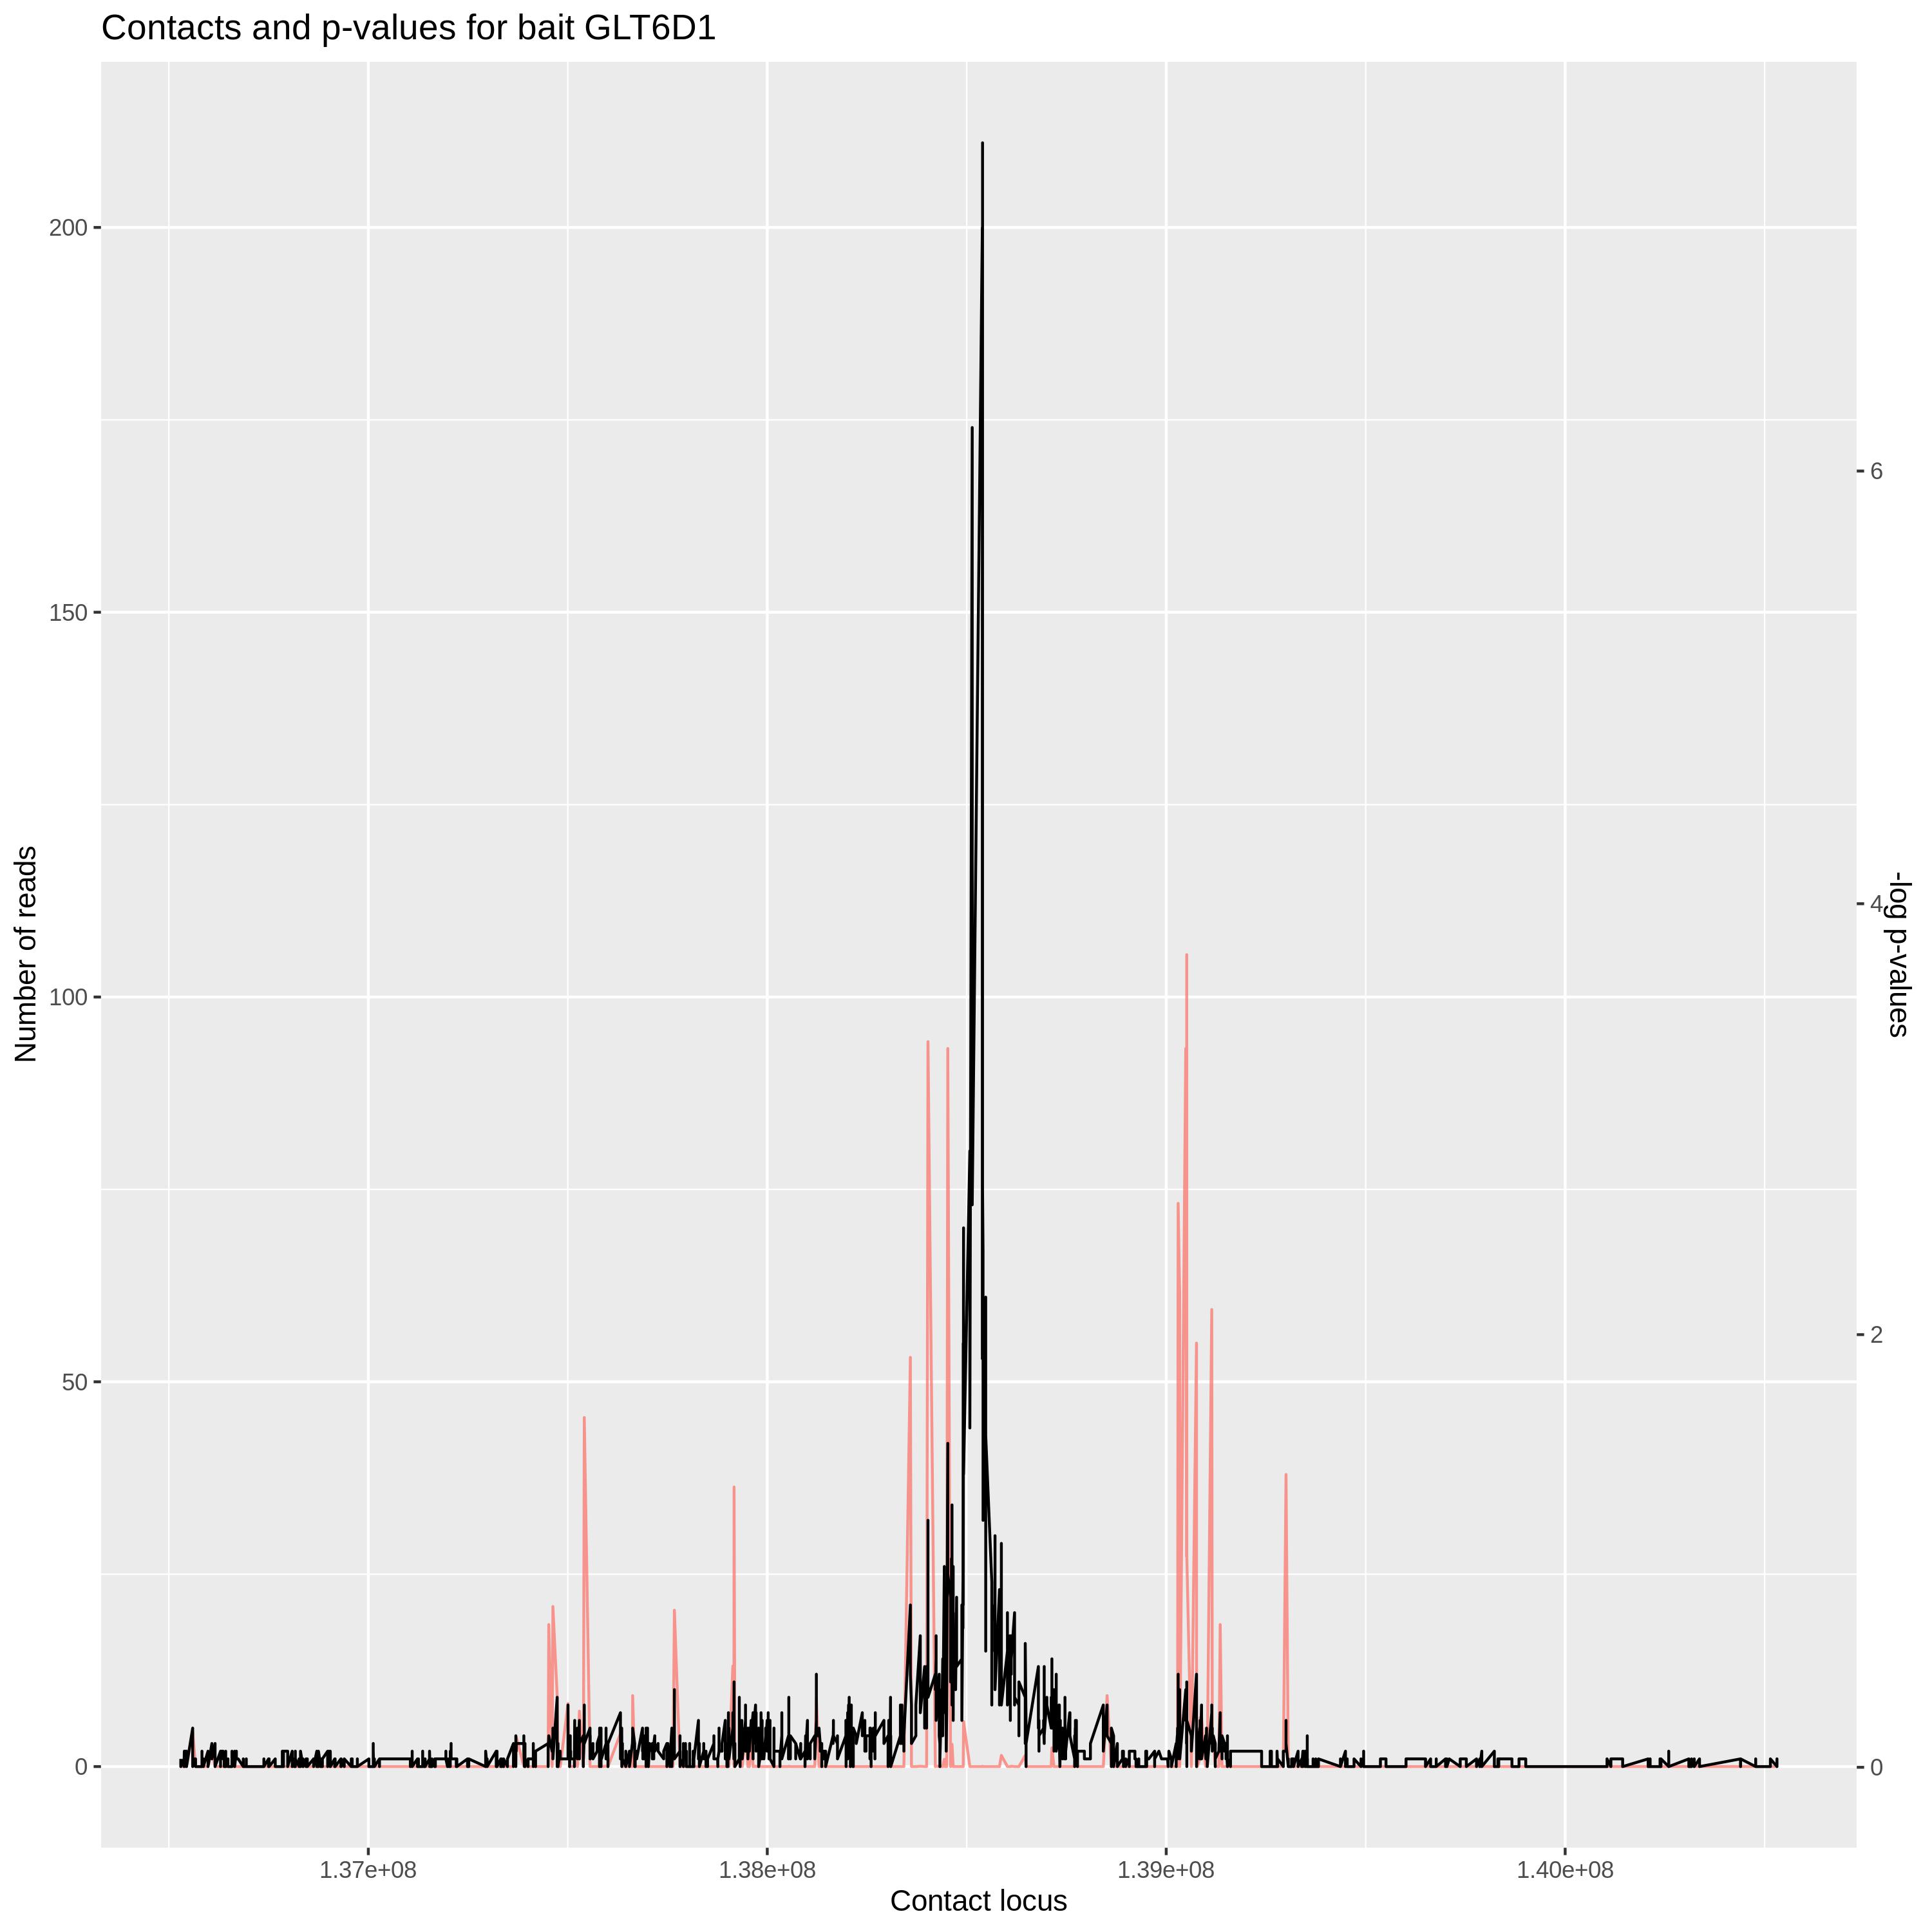 Contacts and p-values for bait GLT6D1
200
150
100
50
0
Number of reads
6
4
2
0
-log p-values
1.37e+08
1.38e+08
1.39e+08
1.40e+08
Contact locus